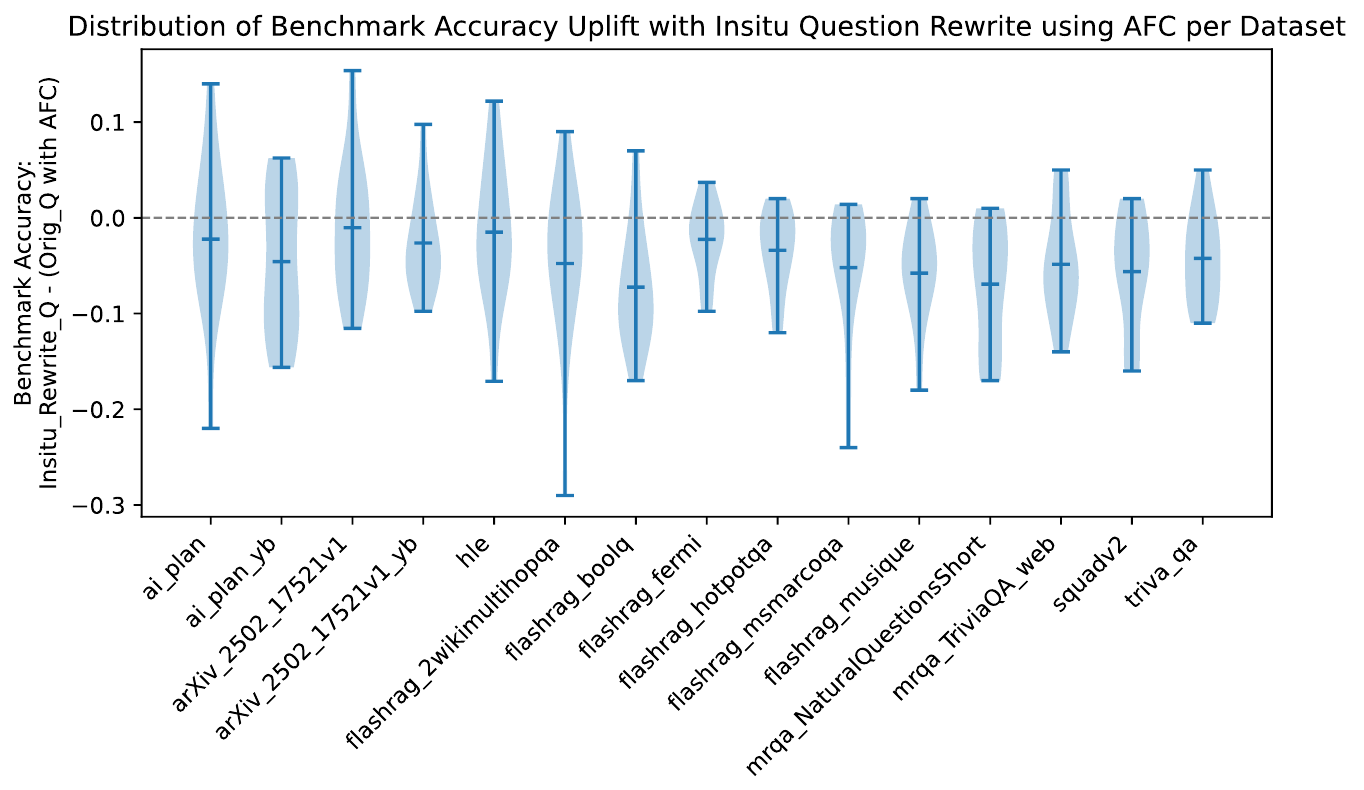 Distribution of Benchmark Accuracy Uplift with Insitu Question Rewrite using AFC per Dataset
Benchmark Accuracy:
Insitu_Rewrite_Q - (Orig_Q with AFC)
0.1
0.0
−0.1
−0.2
−0.3
ai_plan
ai_plan_yb
arXiv_2502_17521v1
arXiv_2502_17521v1_yb
hle
flashrag_2wikimultihopqa
flashrag_boolq
flashrag_fermi
flashrag_hotpotqa
flashrag_msmarcoqa
flashrag_musique
mrqa_NaturalQuestionsShort
mrqa_TriviaQA_web
squadv2
triva_qa